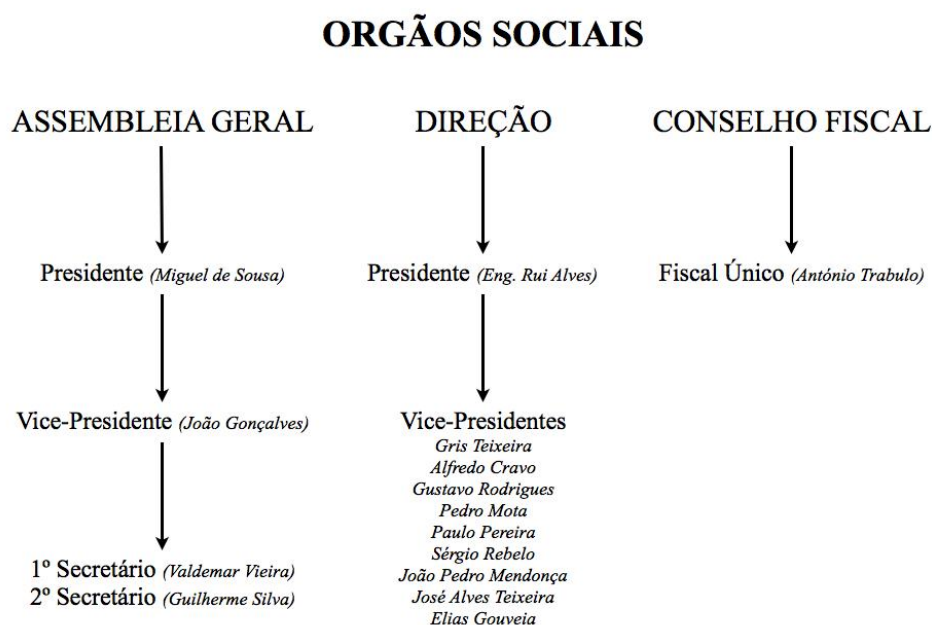 ORGÃOS SOCIAIS
ASSEMBLEIA GERAL
Presidente (Miguel de Sousa)
Vice-Presidente (João Gonçalves)
1º Secretário (Valdemar Vieira)
2º Secretário (Guilherme Silva)
DIREÇÃO
Presidente (Eng. Rui Alves)
Vice-Presidentes
Gris Teixeira
Alfredo Cravo
Gustavo Rodrigues
Pedro Mota
Paulo Pereira
Sérgio Rebelo
João Pedro Mendonça
José Alves Teixeira
Elias Gouveia
CONSELHO FISCAL
Fiscal Único (António Trabulo)